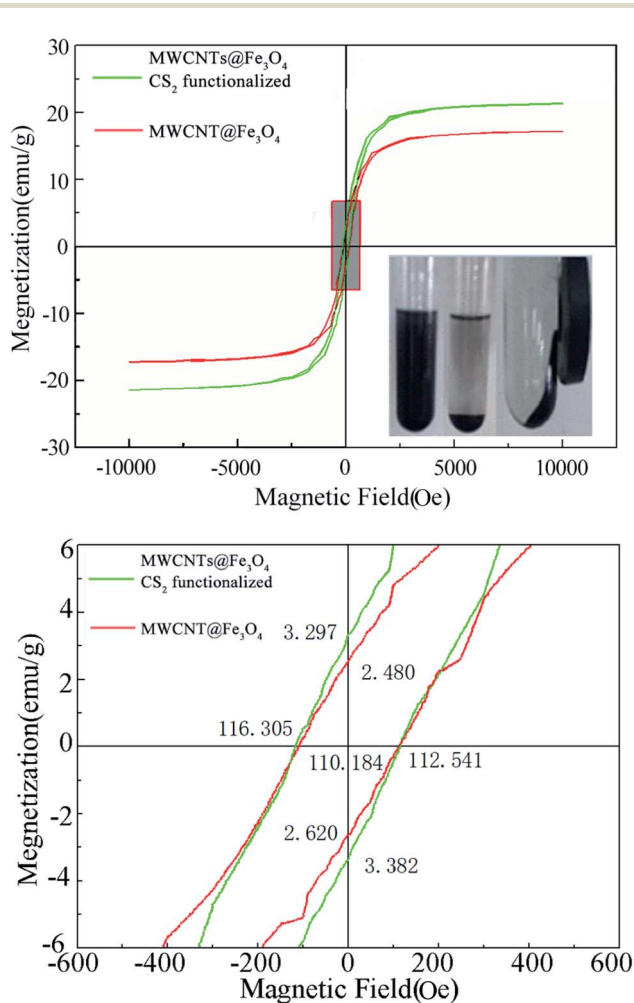 MWCNTs@Fe₃O₄
CS₂ functionalized
MWCNT@Fe₃O₄
Megnetization(emu/g)
30
20
10
0
-10
-20
-30
-10000 -5000 0 5000 10000
Magnetic Field(Oe)
MWCNTs@Fe₃O₄
CS₂ functionalized
MWCNT@Fe₃O₄
Megnetization(emu/g)
6
4
2
0
-2
-4
-6
3.297
2.480
116.305
110.184 112.541
2.620
3.382
-600 -400 -200 0 200 400 600
Magnetic Field(Oe)